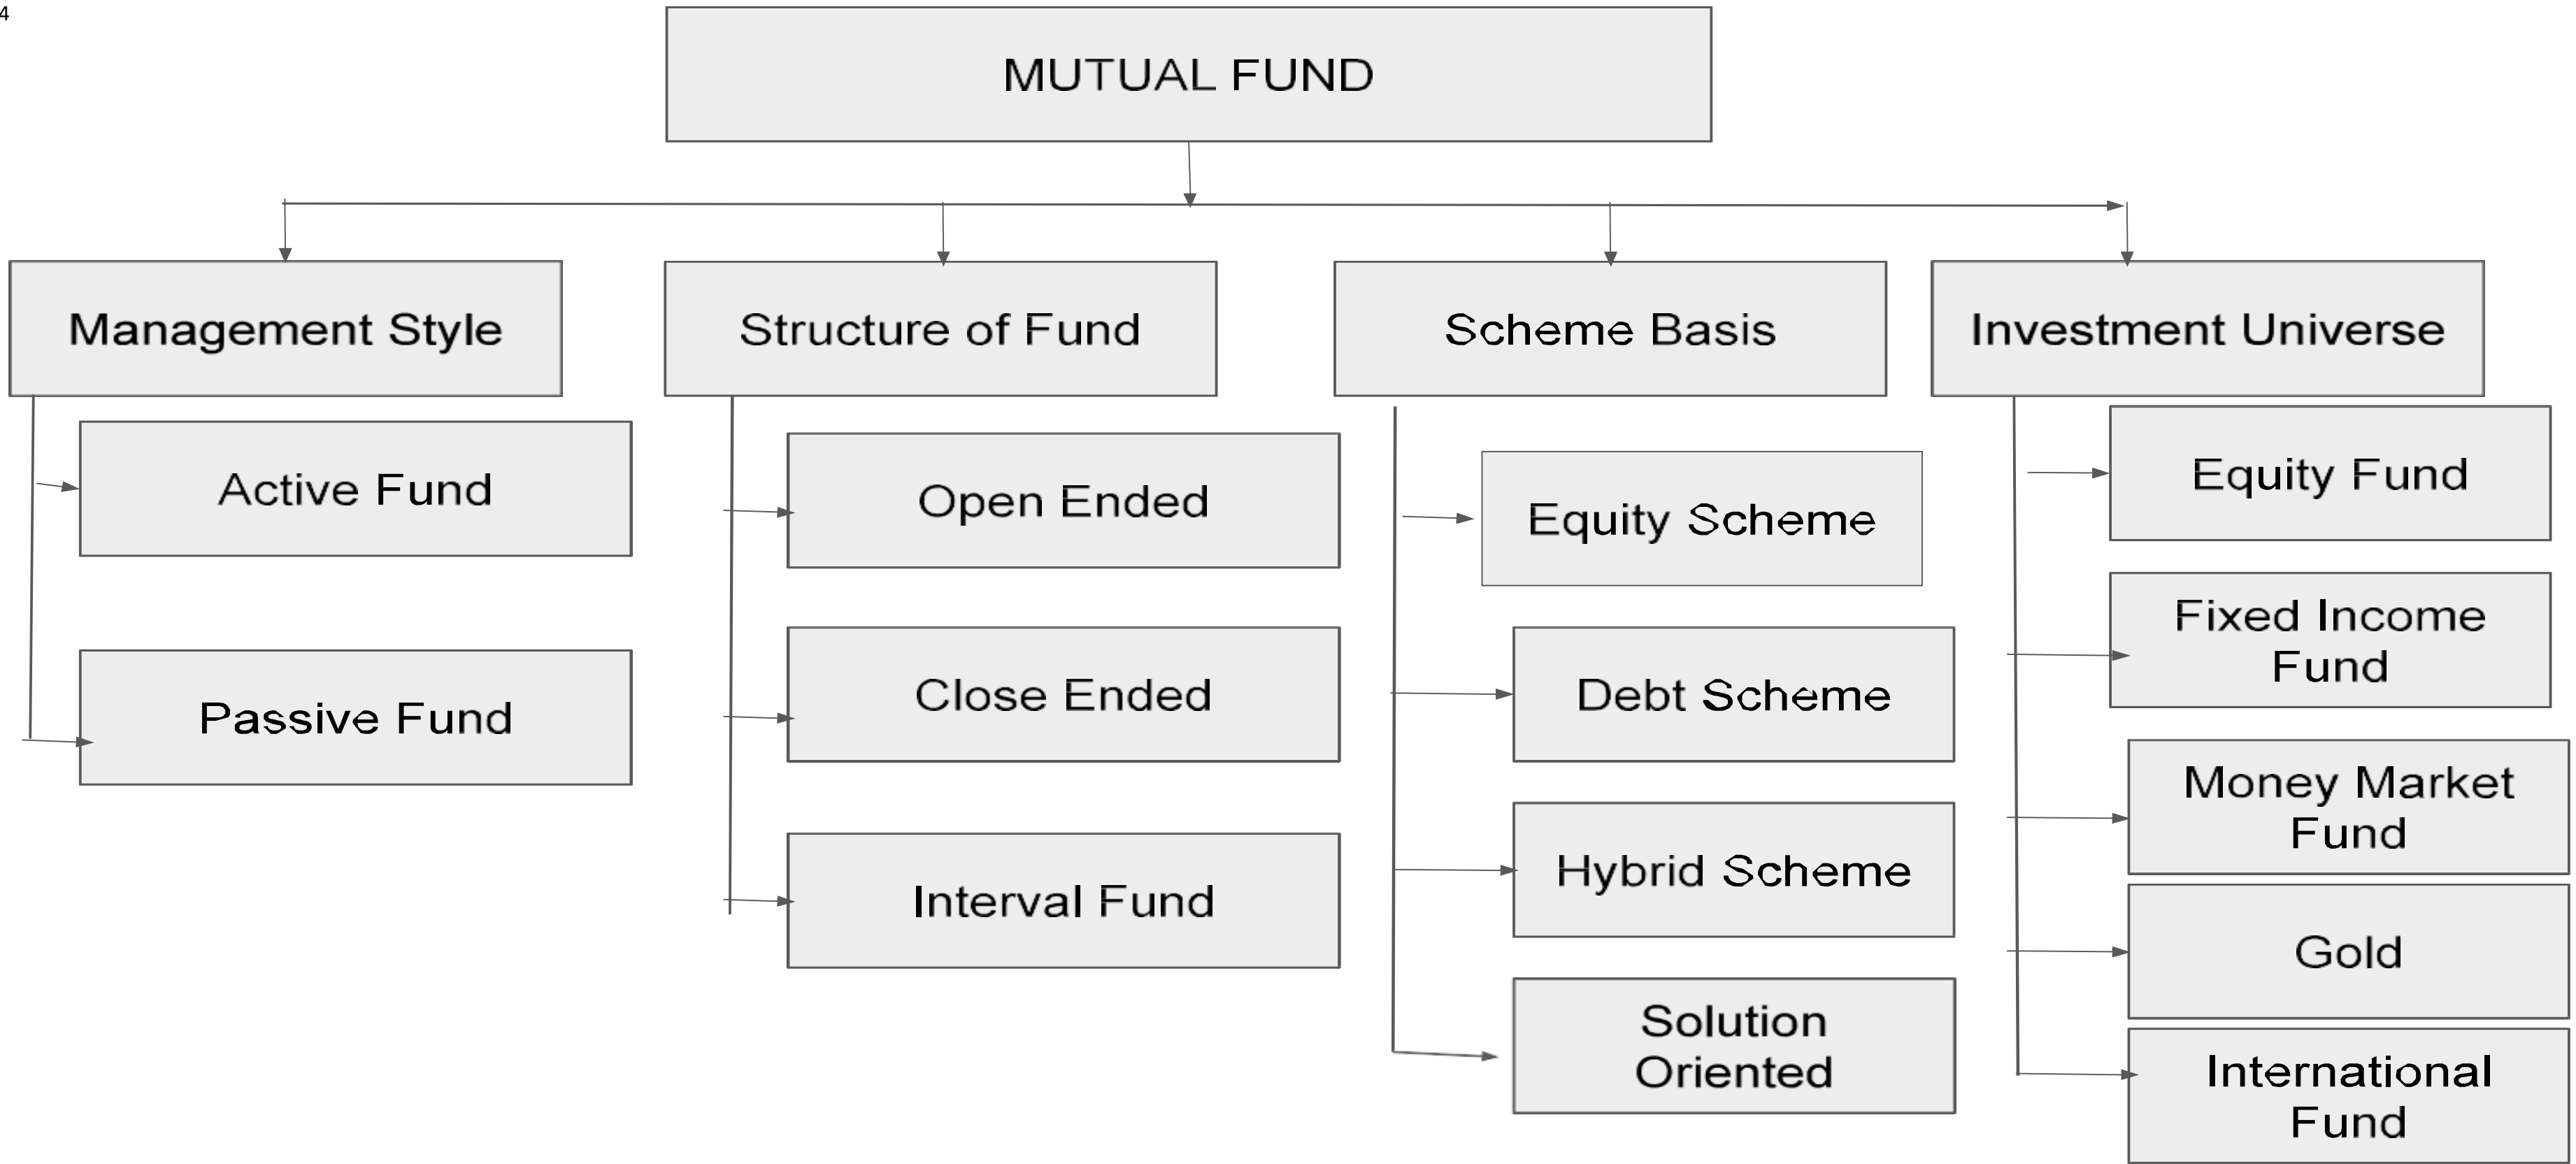 4
MUTUAL FUND
Management Style
Structure of Fund
Scheme Basis
Investment Universe
Active Fund
Passive Fund
Open Ended
Close Ended
Interval Fund
Equity Scheme
Debt Scheme
Hybrid Scheme
Solution
Oriented
Equity Fund
Fixed Income
Fund
Money Market
Fund
Gold
International
Fund